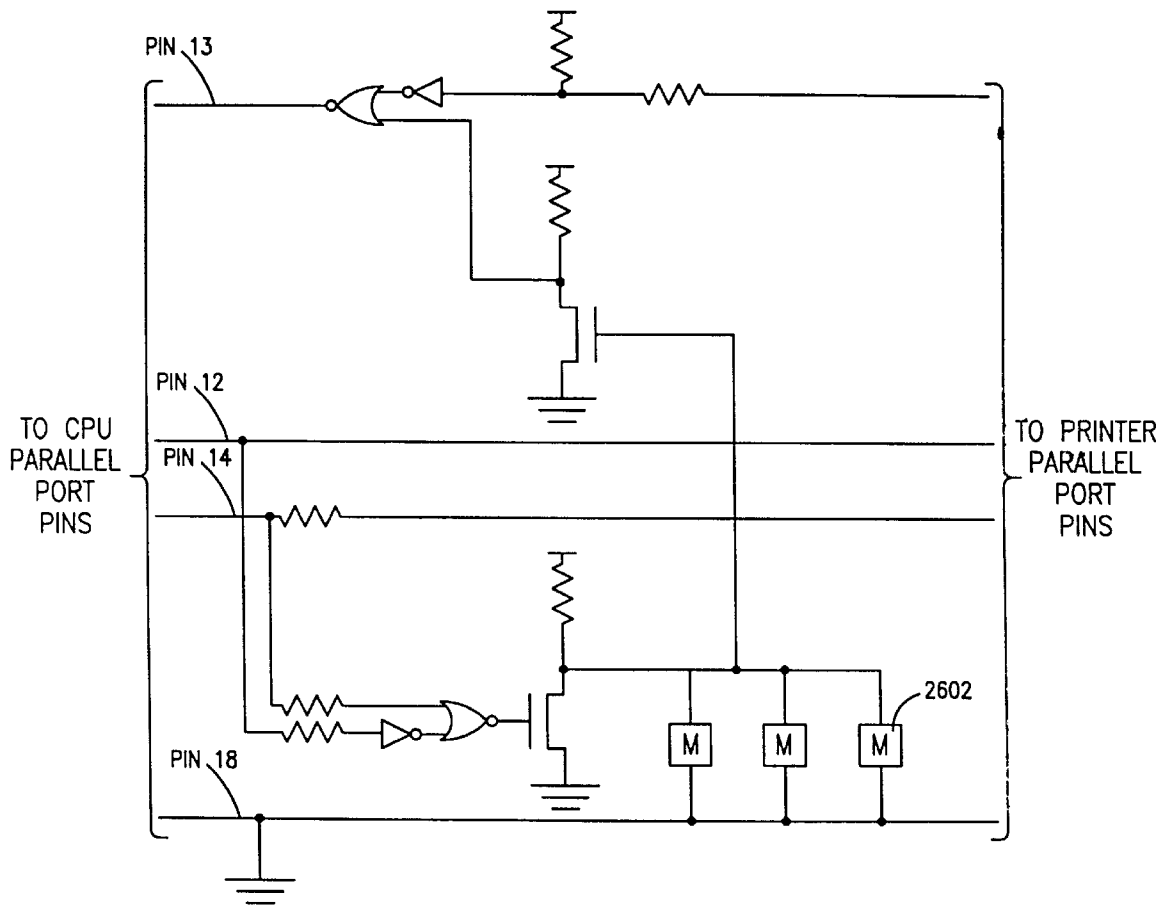 PIN 13
PIN 12
TO CPU
PARALLEL
PORT
PINS
PIN 14
TO PRINTER
PARALLEL
PORT
PINS
2602
M
M
M
PIN 18